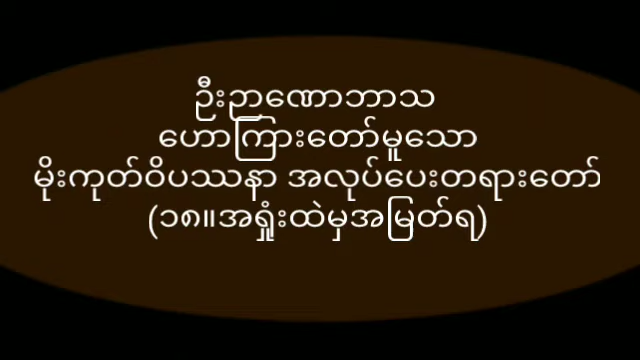 ဦးဉာဏောဘာသ
ဟောကြားတော်မူသော
မိုးကုတ်ဝိပဿနာ အလုပ်ပေးတရားတော်
(၁၈။အရှုံးထဲမှအမြတ်ရ)